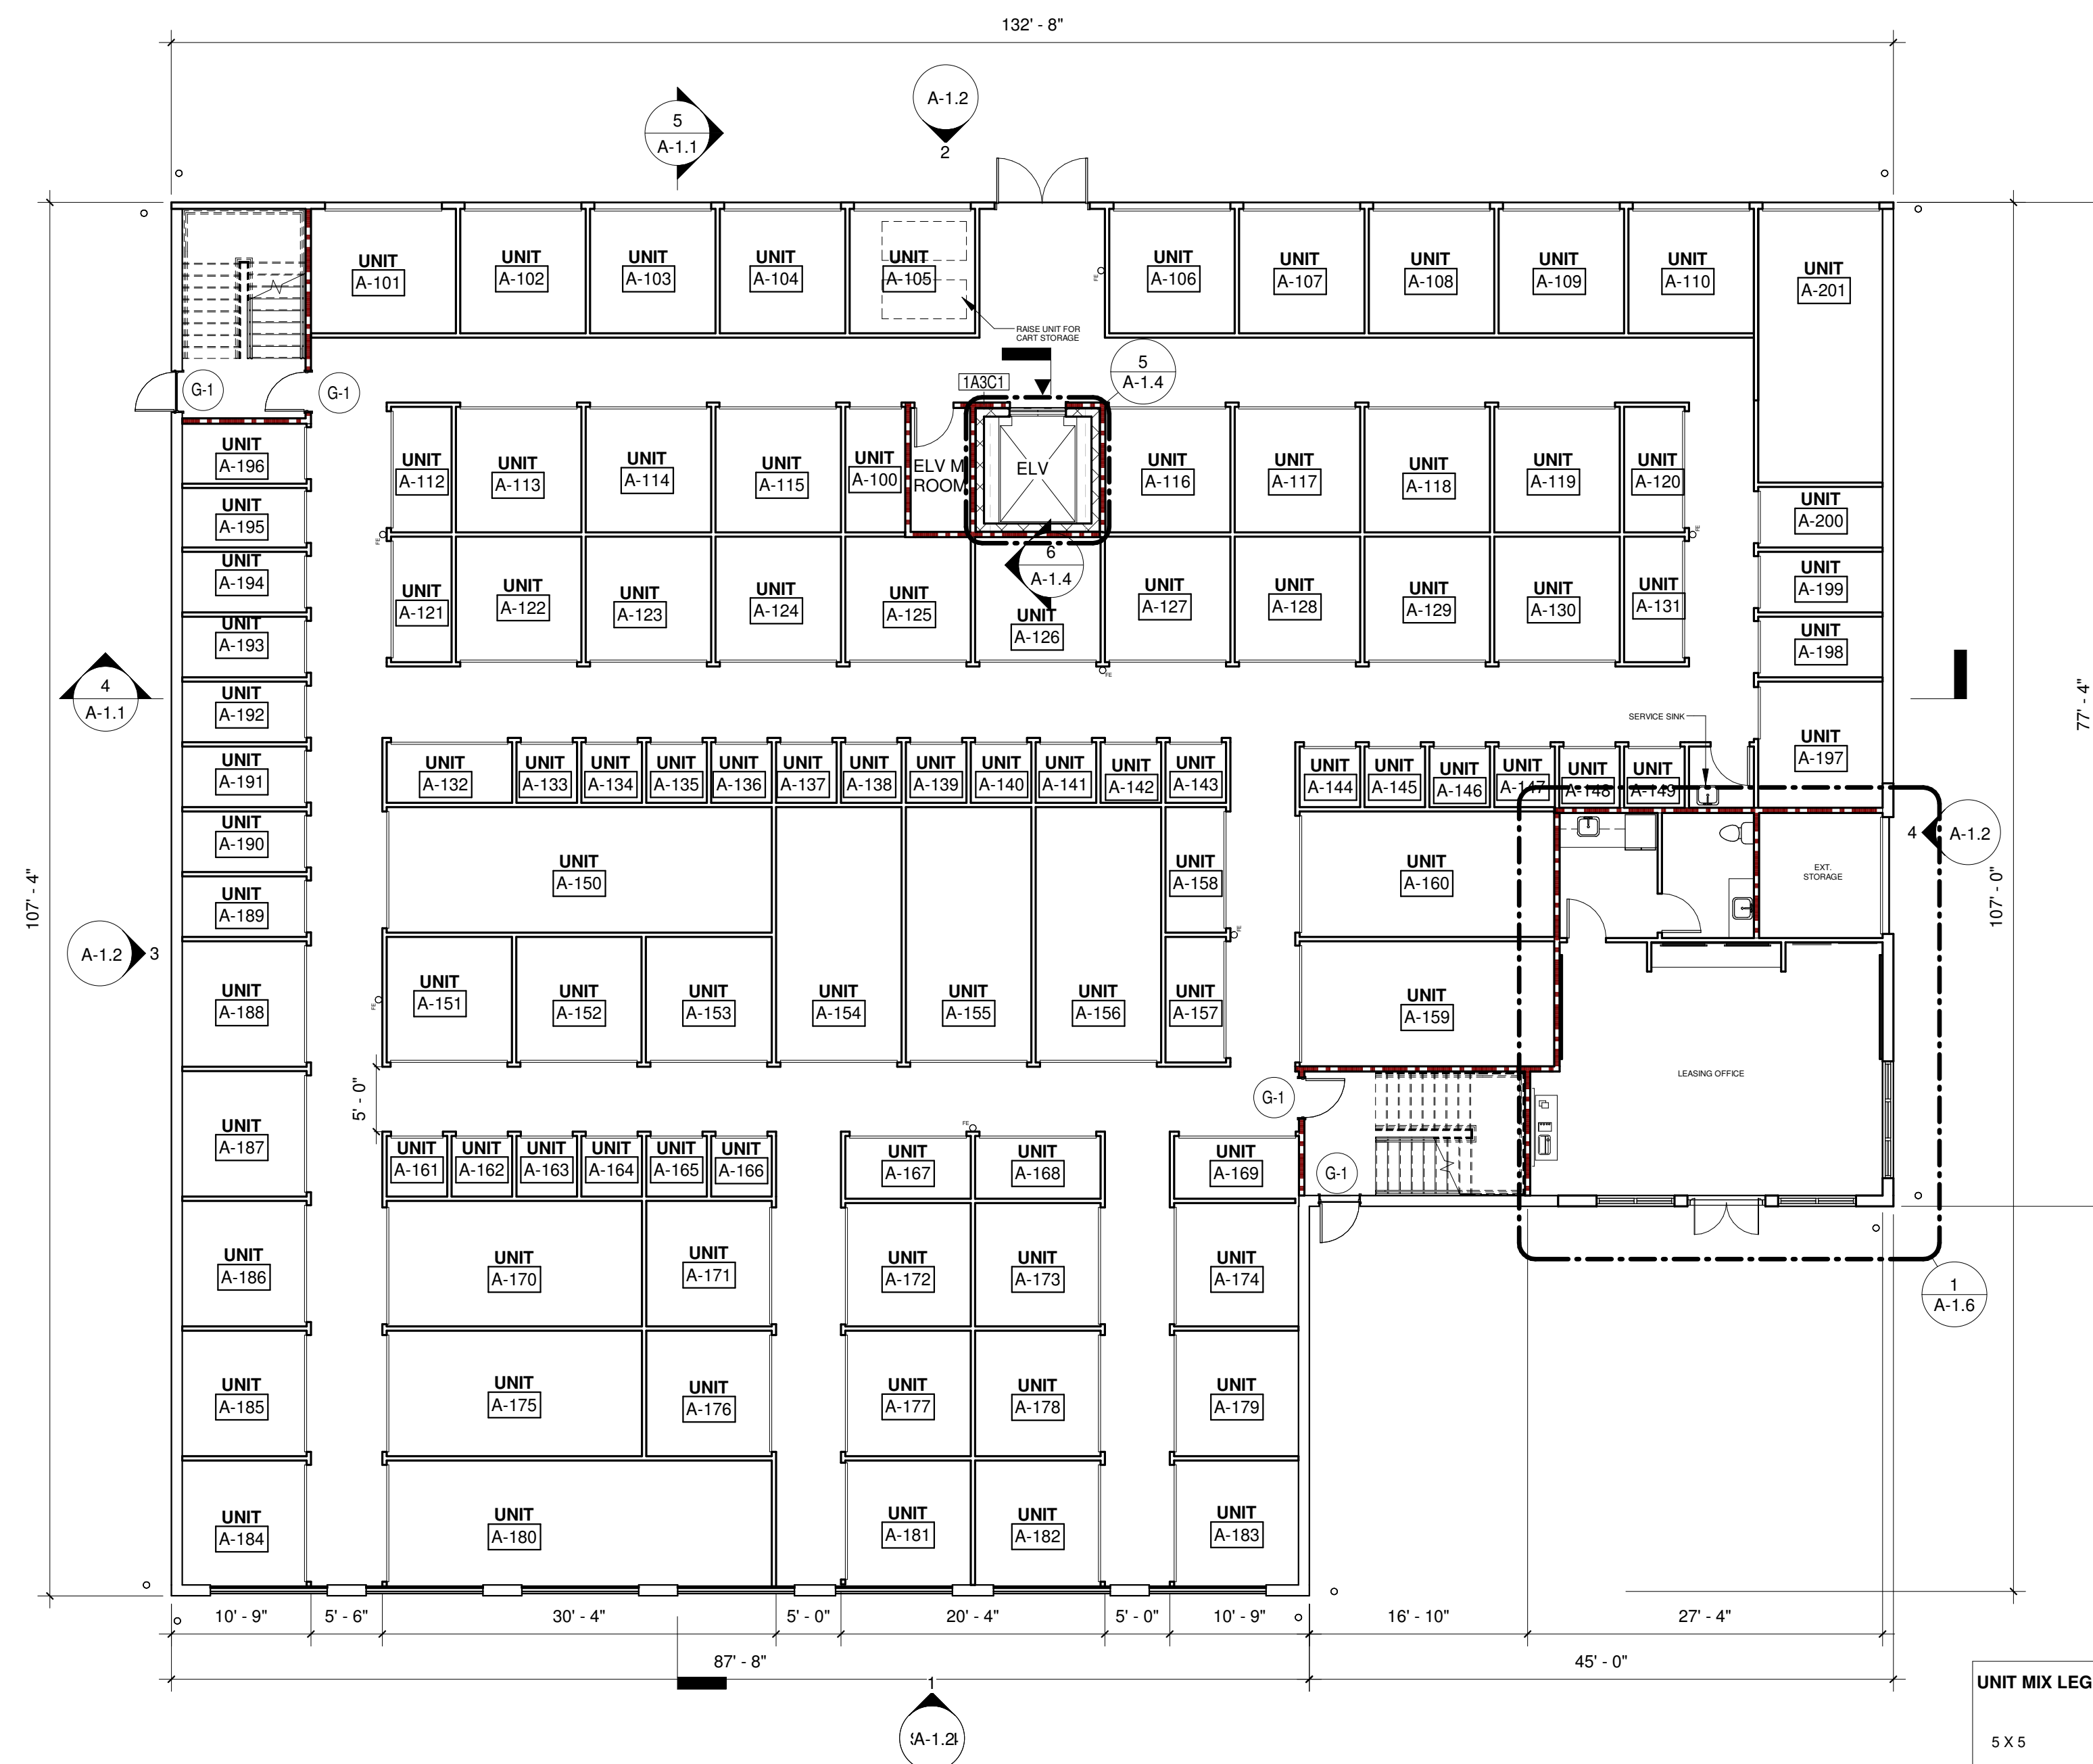 132' - 8"
A-1.2
2
5
A-1.1
UNIT
A-101
UNIT
A-102
UNIT
A-103
UNIT
A-104
UNIT
A-105
FE
UNIT
A-106
UNIT
A-107
UNIT
A-108
UNIT
A-109
UNIT
A-110
UNIT
A-201
RAISE UNIT FOR
CART STORAGE
G-1
G-1
1A3C1
5
A-1.4
UNIT
A-196
UNIT
A-195
UNIT
A-194
UNIT
A-193
UNIT
A-192
UNIT
A-191
UNIT
A-190
UNIT
A-189
UNIT
A-188
UNIT
A-187
UNIT
A-186
UNIT
A-185
UNIT
A-184
UNIT
A-112
UNIT
A-113
UNIT
A-114
UNIT
A-115
UNIT
A-100
ELV M
ROOM
ELV
UNIT
A-116
UNIT
A-117
UNIT
A-118
UNIT
A-119
UNIT
A-120
FE
FE
6
A-1.4
UNIT
A-121
UNIT
A-122
UNIT
A-123
UNIT
A-124
UNIT
A-125
UNIT
A-126
UNIT
A-127
UNIT
A-128
UNIT
A-129
UNIT
A-130
UNIT
A-131
FE
UNIT
A-200
UNIT
A-199
UNIT
A-198
UNIT
A-197
4
A-1.1
77' - 4"
SERVICE SINK
UNIT
A-132
UNIT
A-133
UNIT
A-134
UNIT
A-135
UNIT
A-136
UNIT
A-137
UNIT
A-138
UNIT
A-139
UNIT
A-140
UNIT
A-141
UNIT
A-142
UNIT
A-143
UNIT
A-144
UNIT
A-145
UNIT
A-146
UNIT
A-147
UNIT
A-148
UNIT
A-149
4
A-1.2
107' - 4"
107' - 0"
A-1.2
3
UNIT
A-150
UNIT
A-158
UNIT
A-160
EXT.
STORAGE
FE
FE
UNIT
A-151
UNIT
A-152
UNIT
A-153
UNIT
A-154
UNIT
A-155
UNIT
A-156
UNIT
A-157
UNIT
A-159
LEASING OFFICE
5' - 0"
G-1
G-1
FE
UNIT
A-161
UNIT
A-162
UNIT
A-163
UNIT
A-164
UNIT
A-165
UNIT
A-166
UNIT
A-167
UNIT
A-168
UNIT
A-169
UNIT
A-170
UNIT
A-171
UNIT
A-172
UNIT
A-173
UNIT
A-174
1
A-1.6
UNIT
A-175
UNIT
A-176
UNIT
A-177
UNIT
A-178
UNIT
A-179
UNIT
A-180
UNIT
A-181
UNIT
A-182
UNIT
A-183
10' - 9"
5' - 6"
30' - 4"
5' - 0"
20' - 4"
5' - 0"
10' - 9"
16' - 10"
27' - 4"
87' - 8"
45' - 0"
1
A-1.2
UNIT MIX LEG
5 X 5